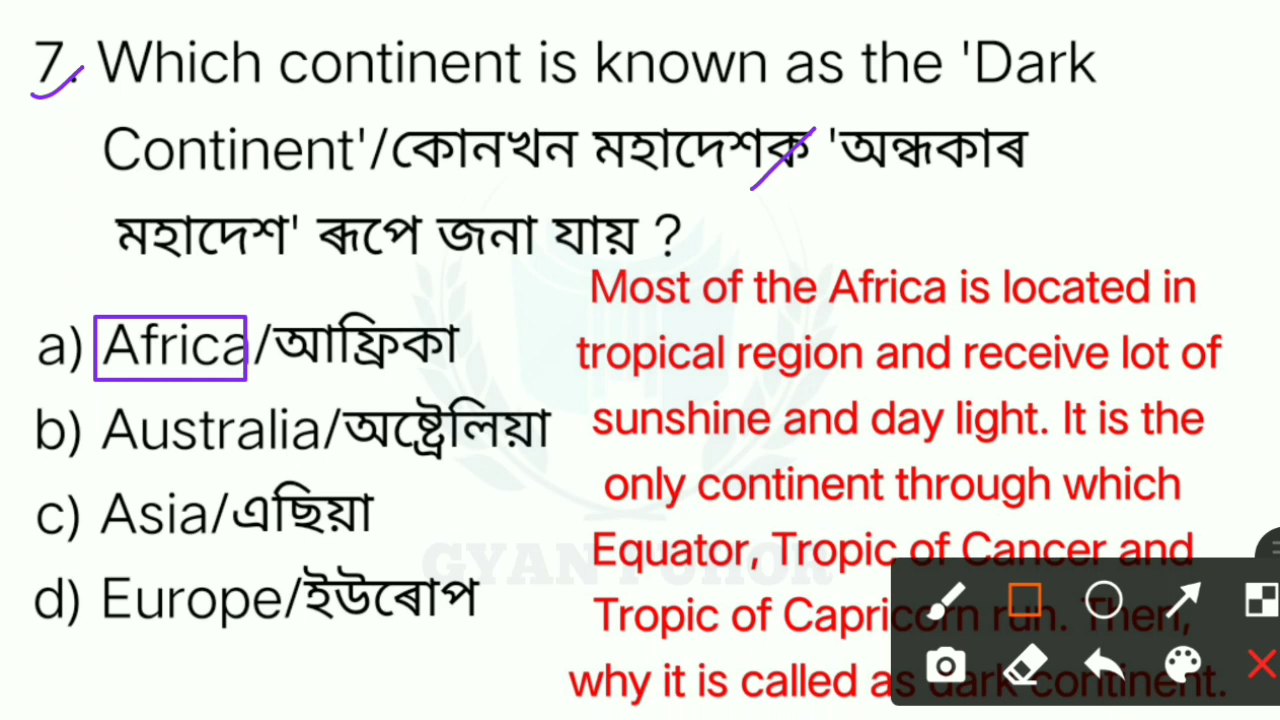 7. Which continent is known as the 'Dark
Continent'/কোনখন মহাদেশক 'অন্ধকাৰ
মহাদেশ' ৰূপে জনা যায় ?
a) Africa/আফ্ৰিকা
b) Australia/অষ্ট্ৰেলিয়া
c) Asia/এছিয়া
d) Europe/ইউৰোপ
Most of the Africa is located in
tropical region and receive lot of
sunshine and day light. It is the
only continent through which
Equator, Tropic of Cancer and
Tropic of Capricorn run. Then,
why it is called as dark continent.